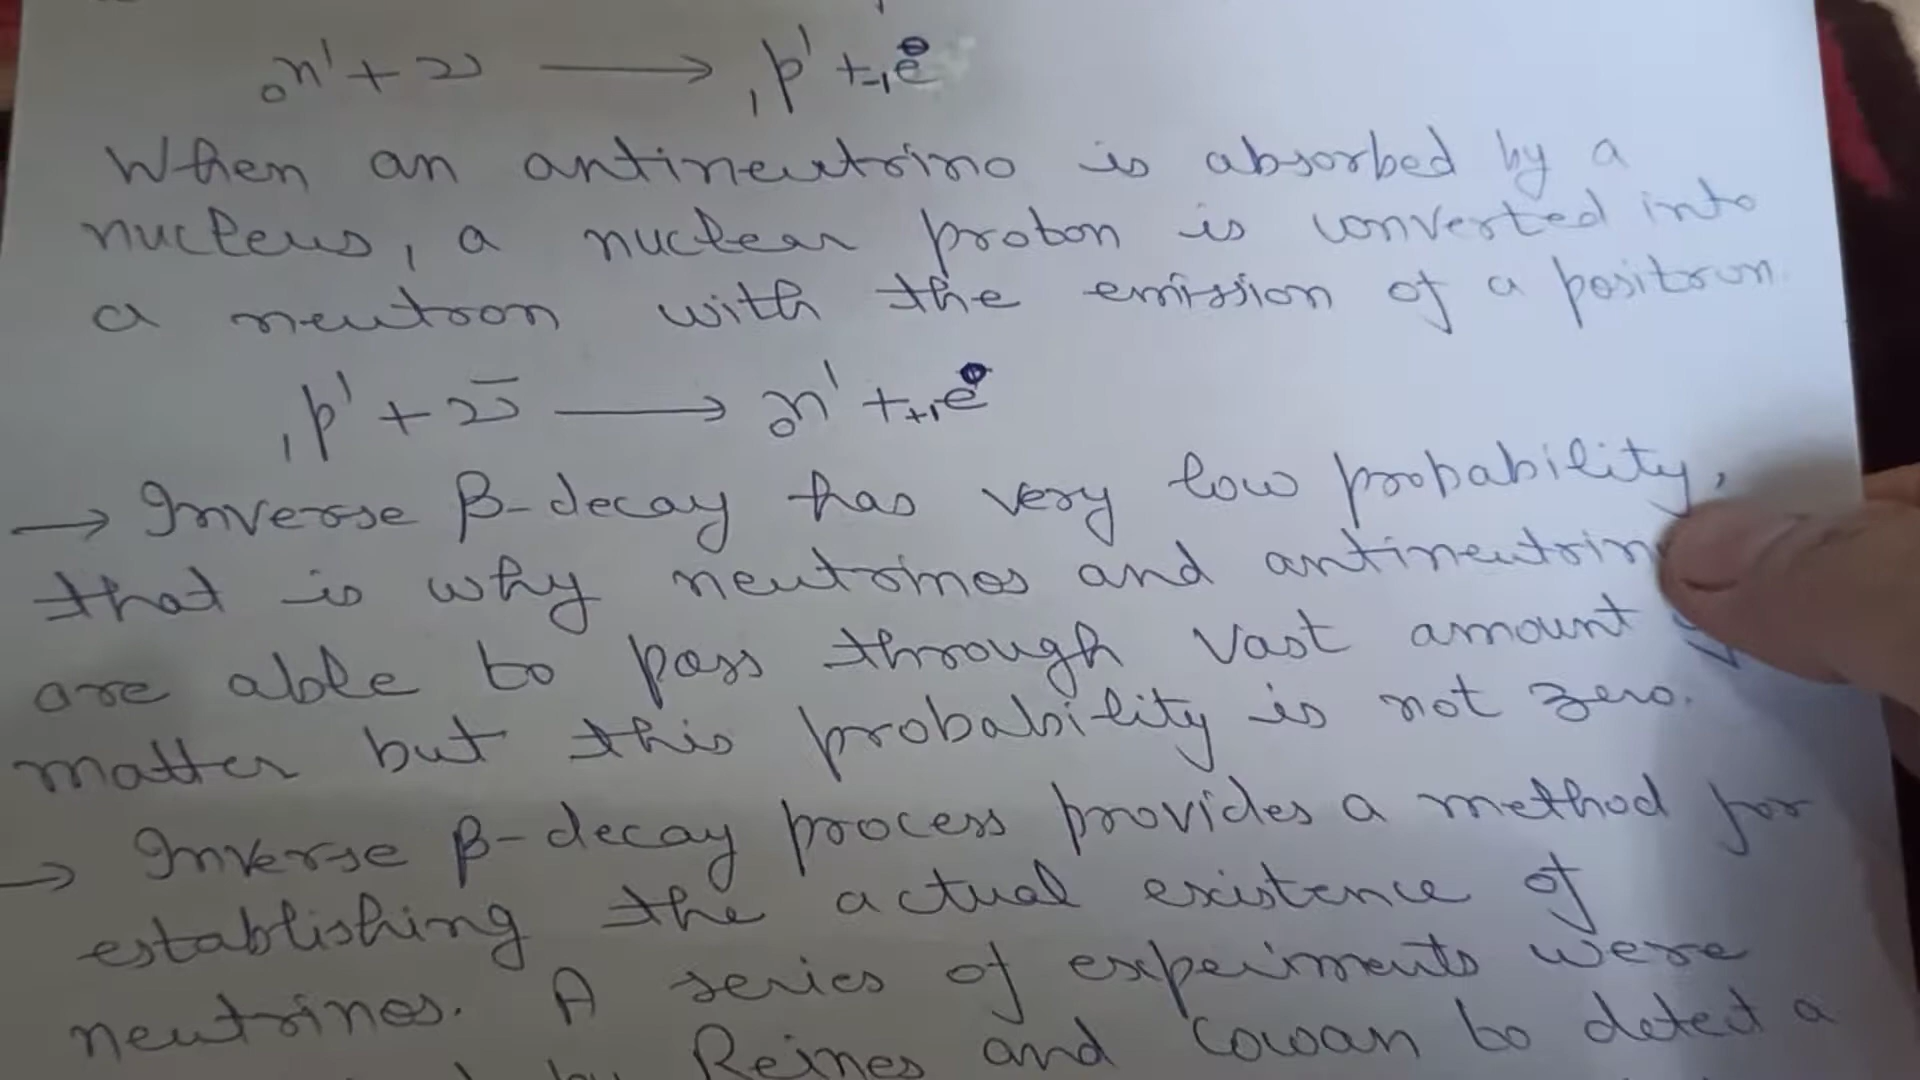 ₀n¹ + ν ⟶ ₁p¹ + ₋₁e⁰
When an antineutrino is absorbed by a
nucleus, a nuclear proton is converted into
a neutron with the emission of a positron.
₁p¹ + ν̄ ⟶ ₀n¹ + ₊₁e⁰
→ Inverse β-decay has very low probability,
that is why neutrinos and antineutrin
are able to pass through vast amount
matter but this probability is not zero.
→ Inverse β-decay process provides a method for
establishing the actual existence of
neutrinos. A series of experiments were
by Reines and Cowan to detect a